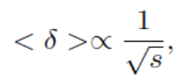 < δ >∝ 1/√s,